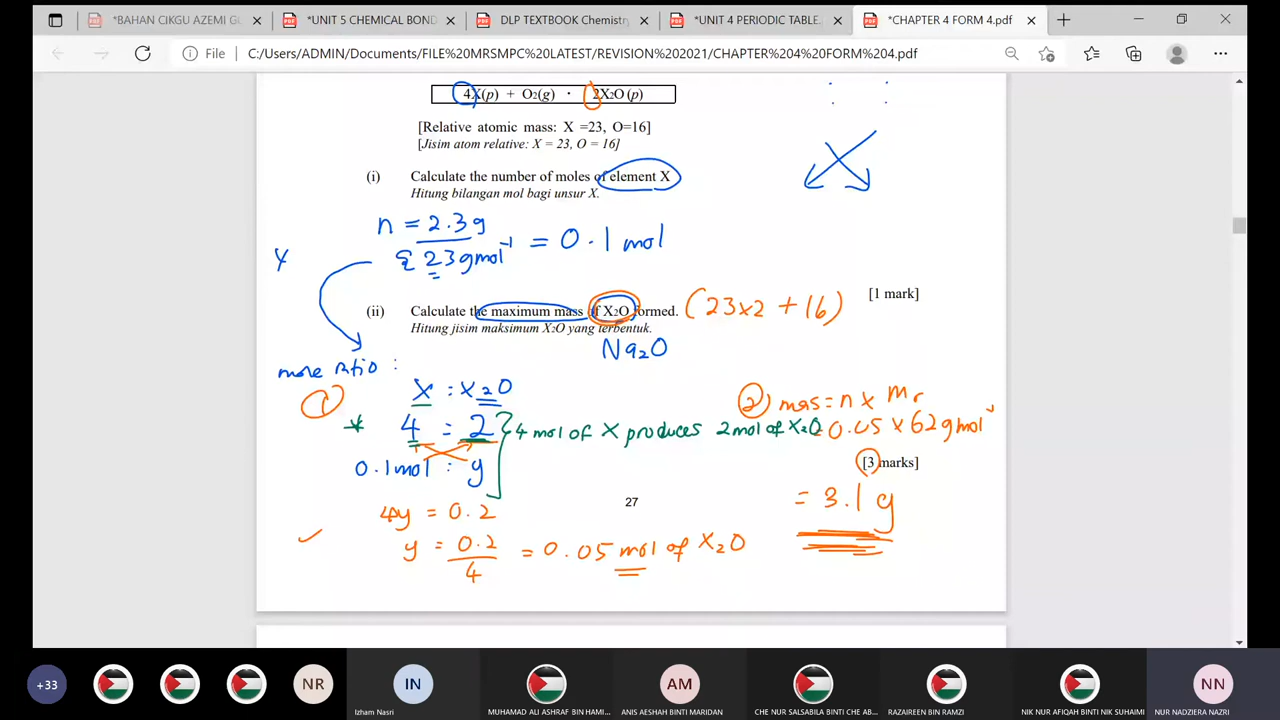 *BAHAN CIKGU AZEMI G
*UNIT 5 CHEMICAL BOND
DLP TEXTBOOK Chemistry
*UNIT 4 PERIODIC TABLE.
*CHAPTER 4 FORM 4.pdf
File
C:/Users/ADMIN/Documents/FILE%20MRSMPC%20LATEST/REVISION%202021/CHAPTER%204%20FORM%204.pdf
4X(p) + O2(g) · 2X2O (p)
[Relative atomic mass: X =23, O=16]
[Jisim atom relative: X = 23, O = 16]
(i) Calculate the number of moles of element X
Hitung bilangan mol bagi unsur X.
n = 2.3g
23gmol⁻¹ = 0.1 mol
[1 mark]
(ii) Calculate the maximum mass of X2O formed. (23x2 + 16)
Hitung jisim maksimum X2O yang terbentuk.
Na₂O
more ratio :
① X : X₂O
② mas = n x Mr
* 4 = 2 4 mol of X produces 2 mol of X₂O
= 0.05 x 62 gmol⁻¹
0.1mol : y
[3 marks]
27
= 3.1 g
4y = 0.2
y = 0.2
4 = 0.05 mol of X₂O
+33
NR
IN
Izham Nasri
MUHAMAD ALI ASHRAF BIN HAMI...
AM
ANIS AESHAH BINTI MARIDAN
CHE NUR SALSABILA BINTI CHE AB...
RAZAIREEN BIN RAMZI
NIK NUR AFIQAH BINTI NIK SUHAIMI
NN
NUR NADZIERA NAZRI